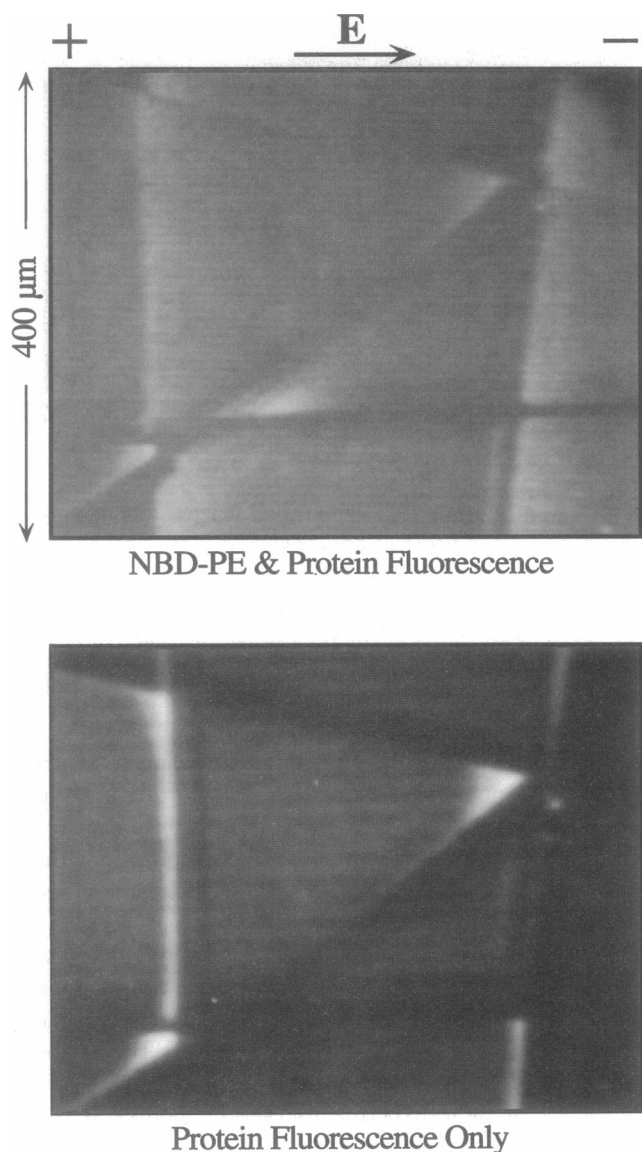 + E −
400 μm
NBD-PE & Protein Fluorescence
Protein Fluorescence Only